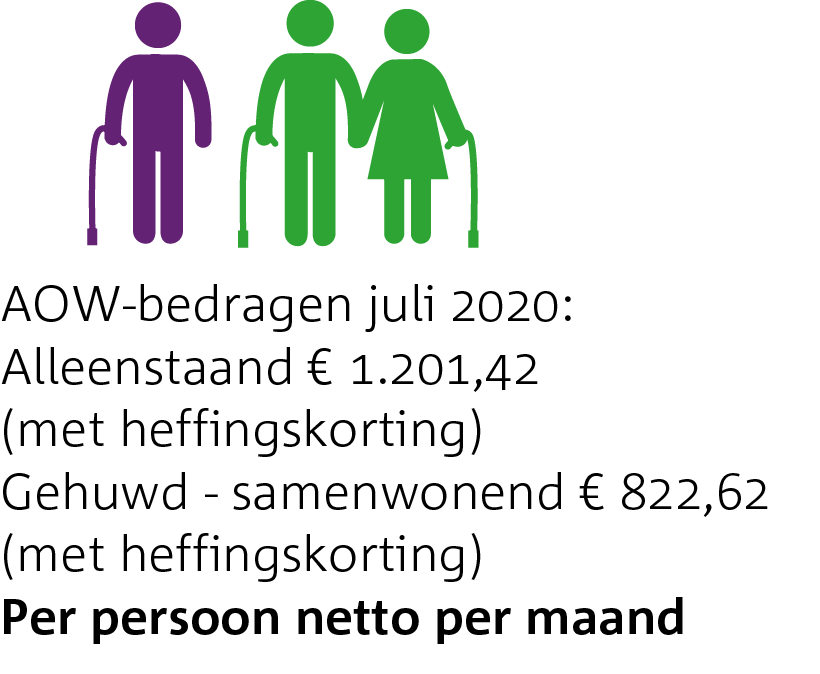 AOW-bedragen juli 2020:
Alleenstaand € 1.201,42
(met heffingskorting)
Gehuwd - samenwonend € 822,62
(met heffingskorting)
Per persoon netto per maand